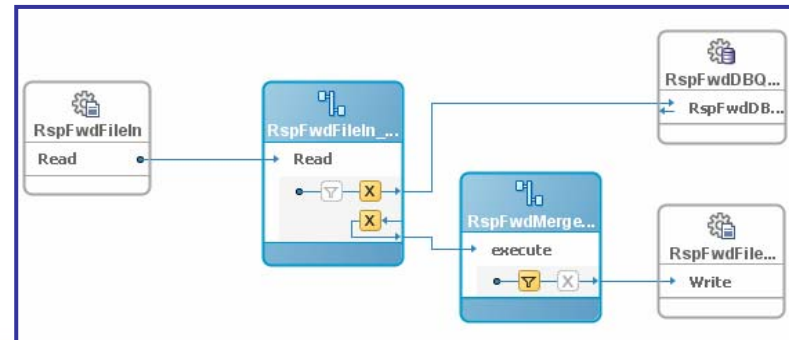 RspFwdFileIn
Read
RspFwdFileIn_...
Read
X
X
RspFwdDBQ...
RspFwdDB...
RspFwdMerge...
execute
X
RspFwdFile...
Write